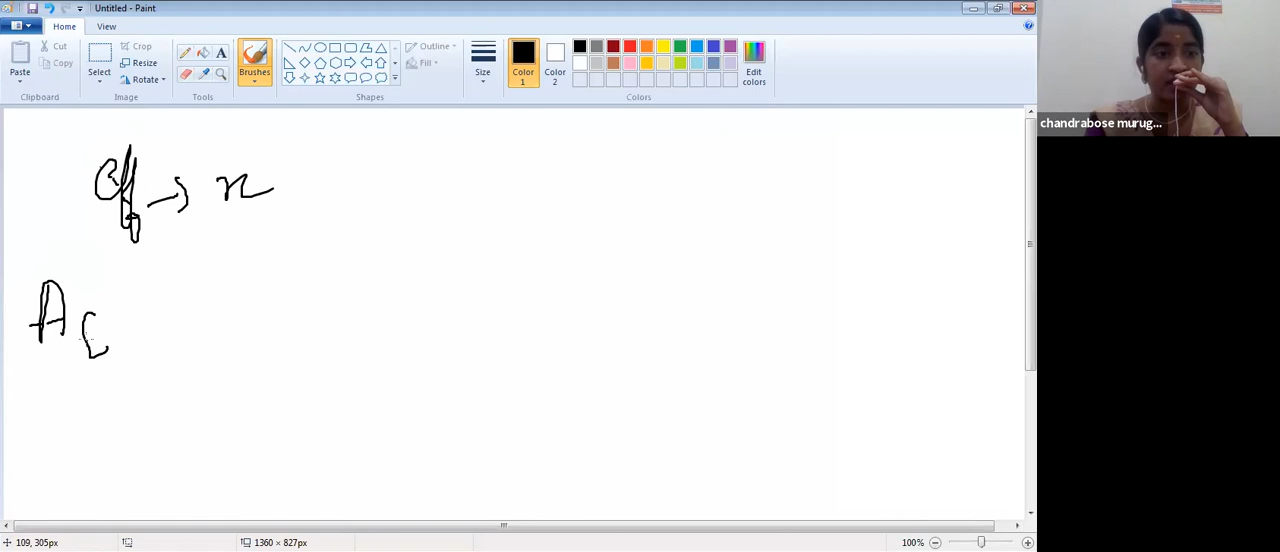 Untitled - Paint
Home View
Paste Cut Copy Select Crop Resize Rotate A Brushes Outline Fill Size Color 1 Color 2 Edit colors
Clipboard Image Tools Shapes Colors
chandrabose murug...
→ n
A
109, 305px 1360 × 827px 100%